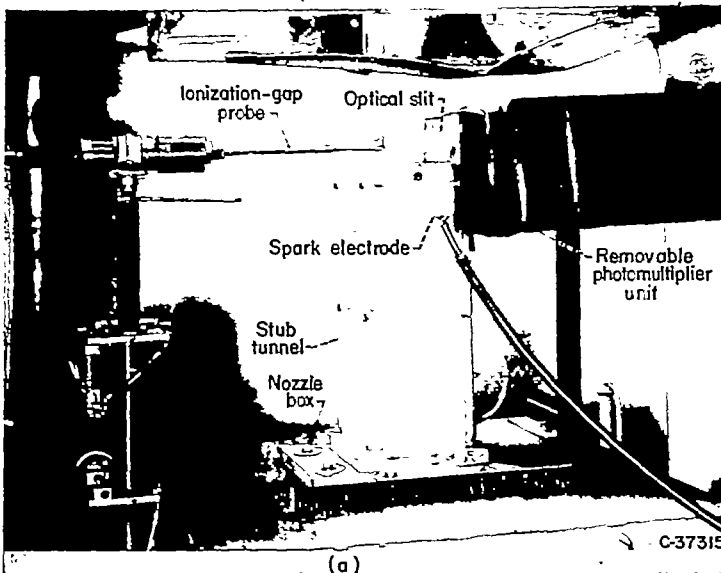 Ionization-gap
probe
Optical slit
Spark electrode
Removable
photomultiplier
unit
Stub
tunnel
Nozzle
box
C-37315
(a)